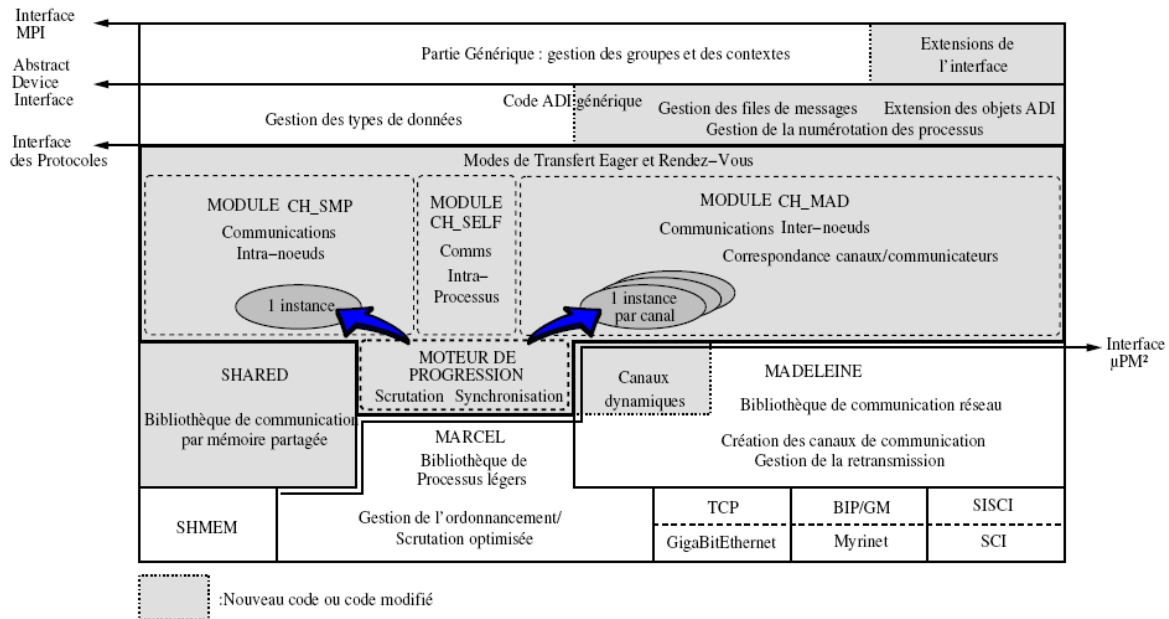 Interface
MPI
Partie Générique : gestion des groupes et des contextes
Extensions de
l'interface
Abstract
Device
Interface
Code ADI générique
Gestion des types de données
Gestion des files de messages
Extension des objets ADI
Gestion de la numérotation des processus
Interface
des Protocoles
Modes de Transfert Eager et Rendez-Vous
MODULE CH_SMP
Communications
Intra-noeuds
1 instance
MODULE
CH_SELF
Comms
Intra-
Processus
MODULE CH_MAD
Communications Inter-noeuds
Correspondance canaux/communicateurs
1 instance
par canal
Interface
µPM²
SHARED
Bibliothèque de communication
par mémoire partagée
MOTEUR DE
PROGRESSION
Scrutation Synchronisation
Canaux
dynamiques
MADELEINE
Bibliothèque de communication réseau
Création des canaux de communication
Gestion de la retransmission
MARCEL
Bibliothèque de
Processus légers
Gestion de l'ordonnancement/
Scrutation optimisée
SHMEM
TCP
BIP/GM
SISCI
GigaBitEthernet
Myrinet
SCI
:Nouveau code ou code modifié